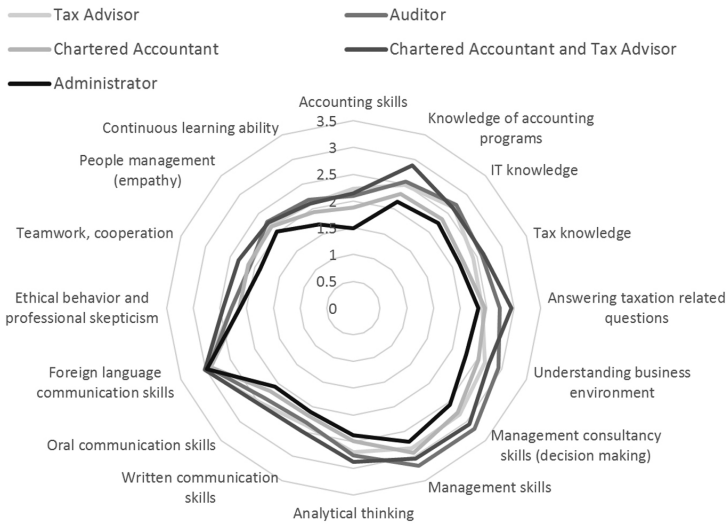 Tax Advisor
Auditor
Chartered Accountant
Chartered Accountant and Tax Advisor
Administrator
Accounting skills
Knowledge of accounting
programs
IT knowledge
Tax knowledge
Answering taxation related
questions
Understanding business
environment
Management consultancy
skills (decision making)
Management skills
Analytical thinking
Written communication
skills
Oral communication skills
Foreign language
communication skills
Ethical behavior and
professional skepticism
Teamwork, cooperation
People management
(empathy)
Continuous learning ability
3.5
3
2.5
2
1.5
1
0.5
0